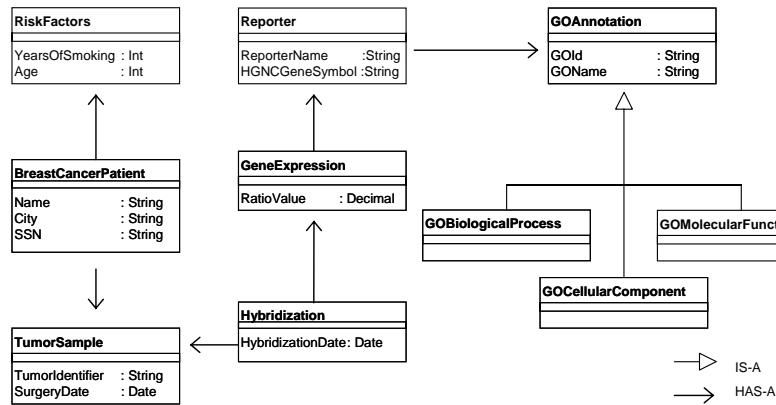 RiskFactors
YearsOfSmoking : Int
Age : Int
Reporter
ReporterName :String
HGNCGeneSymbol :String
GOAnnotation
GOId : String
GOName : String
BreastCancerPatient
Name : String
City : String
SSN : String
GeneExpression
RatioValue : Decimal
GOBiologicalProcess
GOMolecularFunct
GOCellularComponent
Hybridization
HybridizationDate: Date
TumorSample
TumorIdentifier : String
SurgeryDate : Date
IS-A
HAS-A